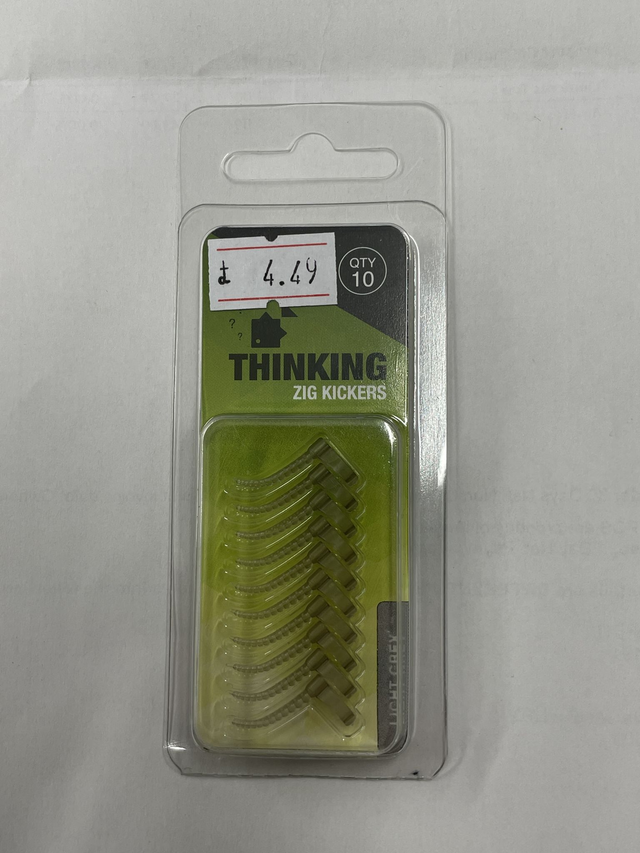 £ 4.49
QTY
10
? ?
THINKING
ZIG KICKERS
LIGHT GREY